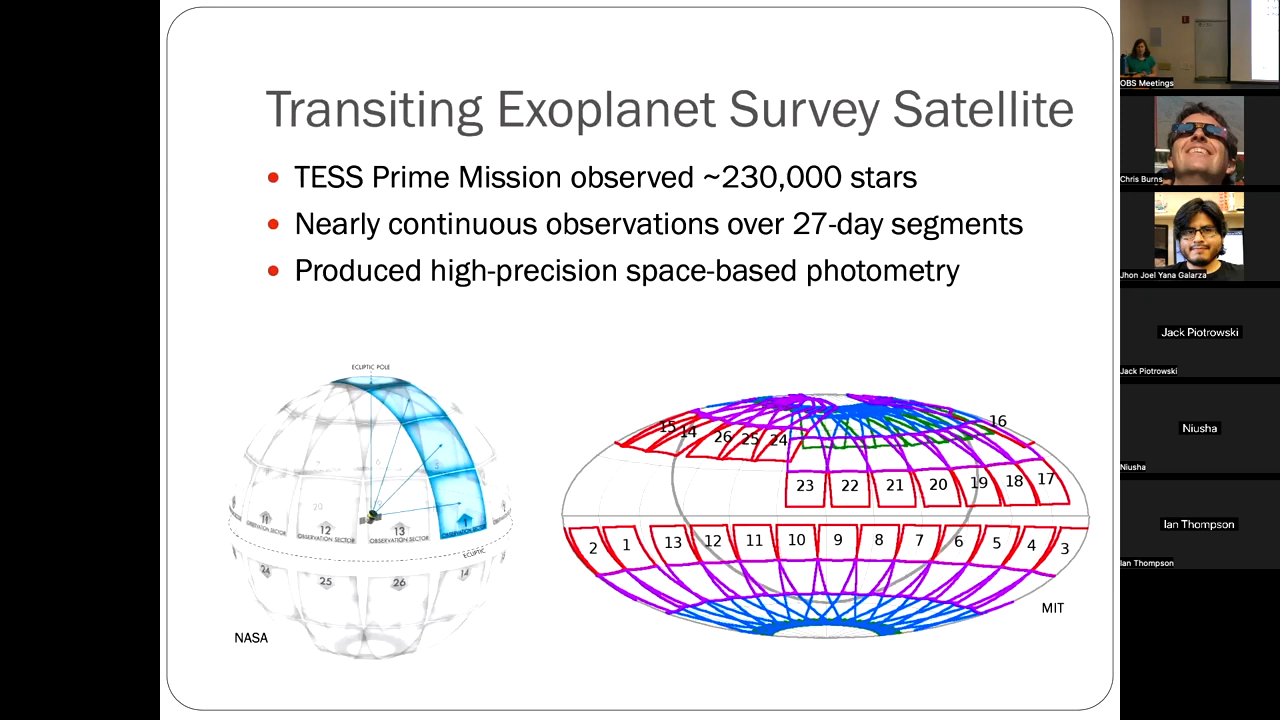 Transiting Exoplanet Survey Satellite
TESS Prime Mission observed ~230,000 stars
Nearly continuous observations over 27-day segments
Produced high-precision space-based photometry
ECLIPTIC POLE
11
OBSERVATION SECTOR
12
OBSERVATION SECTOR
13
OBSERVATION SECTOR
1
OBSERVATION SECTOR
ECLIPTIC
24
25
26
14
NASA
15
14
26
25
24
16
23
22
21
20
19
18
17
2
1
13
12
11
10
9
8
7
6
5
4
3
MIT
OBS Meetings
Chris Burns
Jhon Joel Yana Galarza
Jack Piotrowski
Jack Piotrowski
Niusha
Niusha
Ian Thompson
Ian Thompson